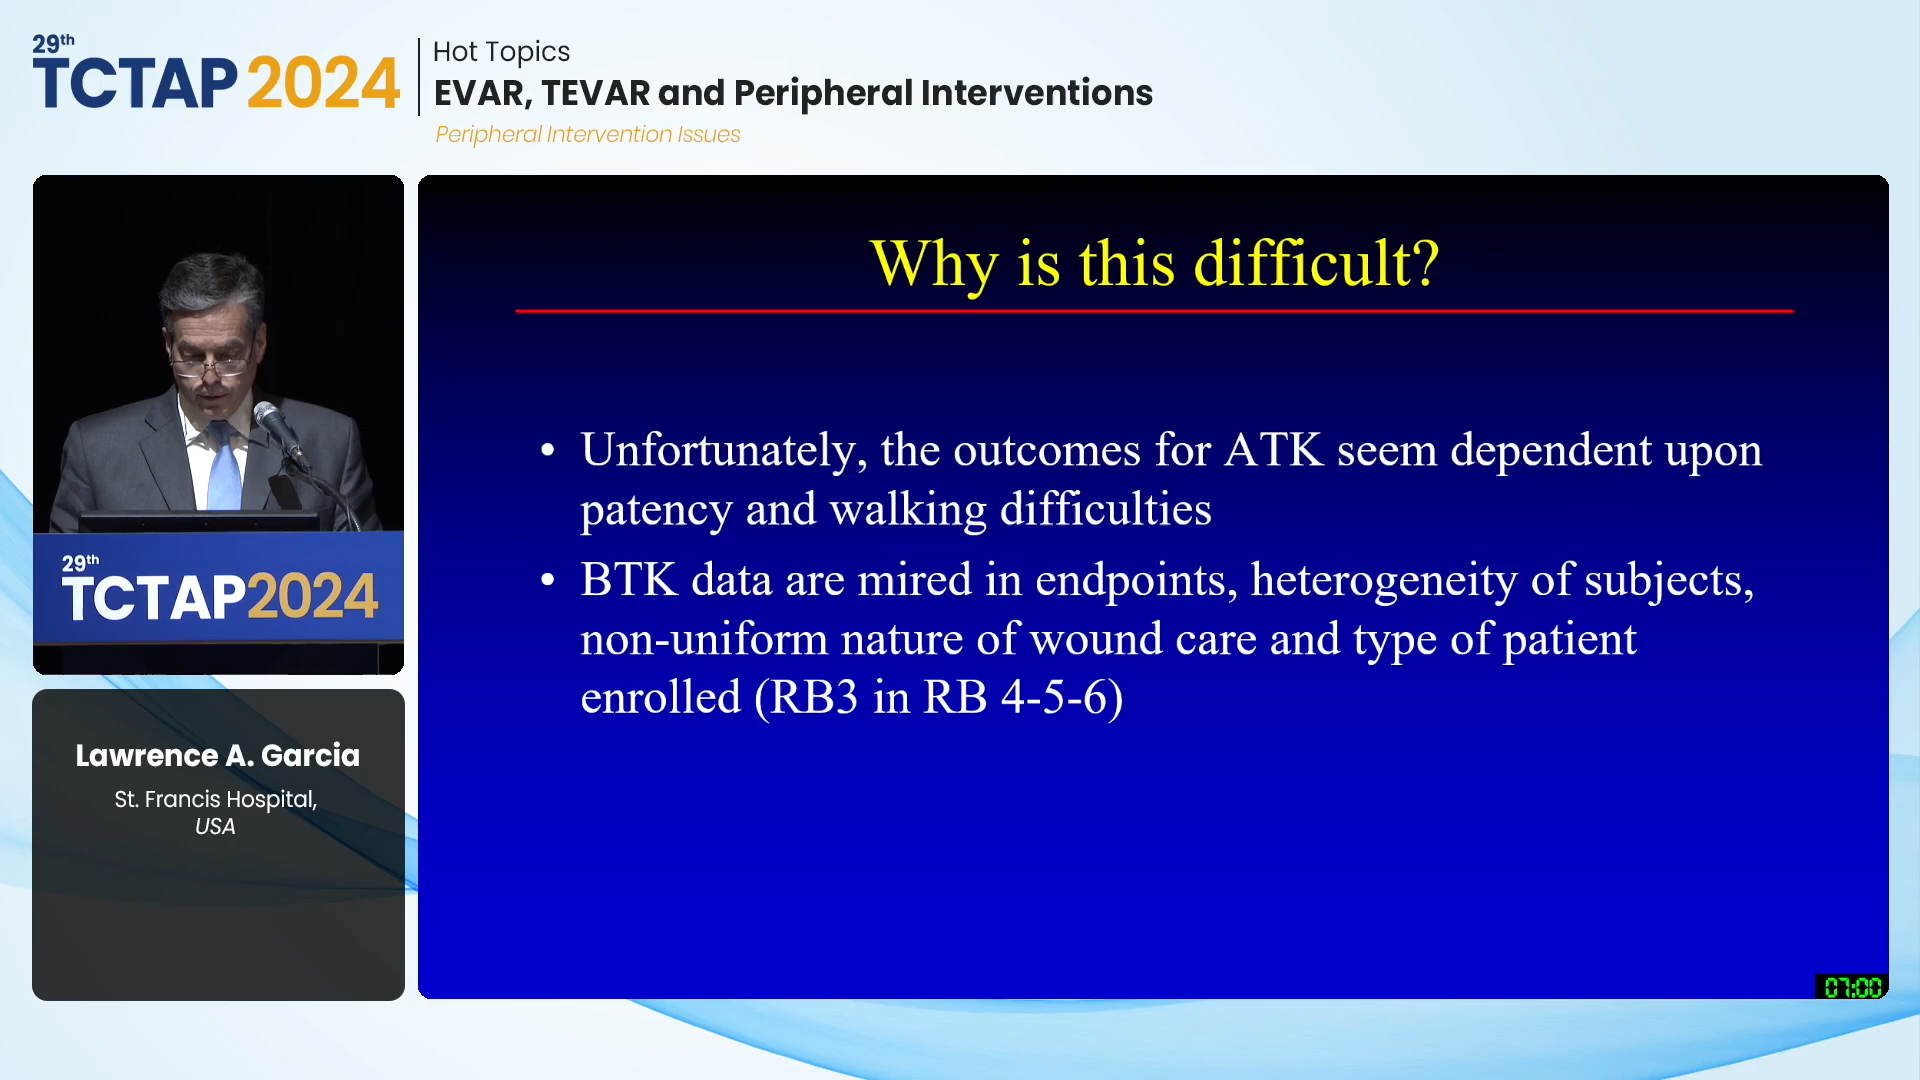 29th
TCTAP 2024
Hot Topics
EVAR, TEVAR and Peripheral Interventions
Peripheral Intervention Issues
29th
TCTAP2024
Lawrence A. Garcia
St. Francis Hospital,
USA
Why is this difficult?
• Unfortunately, the outcomes for ATK seem dependent upon
patency and walking difficulties
• BTK data are mired in endpoints, heterogeneity of subjects,
non-uniform nature of wound care and type of patient
enrolled (RB3 in RB 4-5-6)
07:00